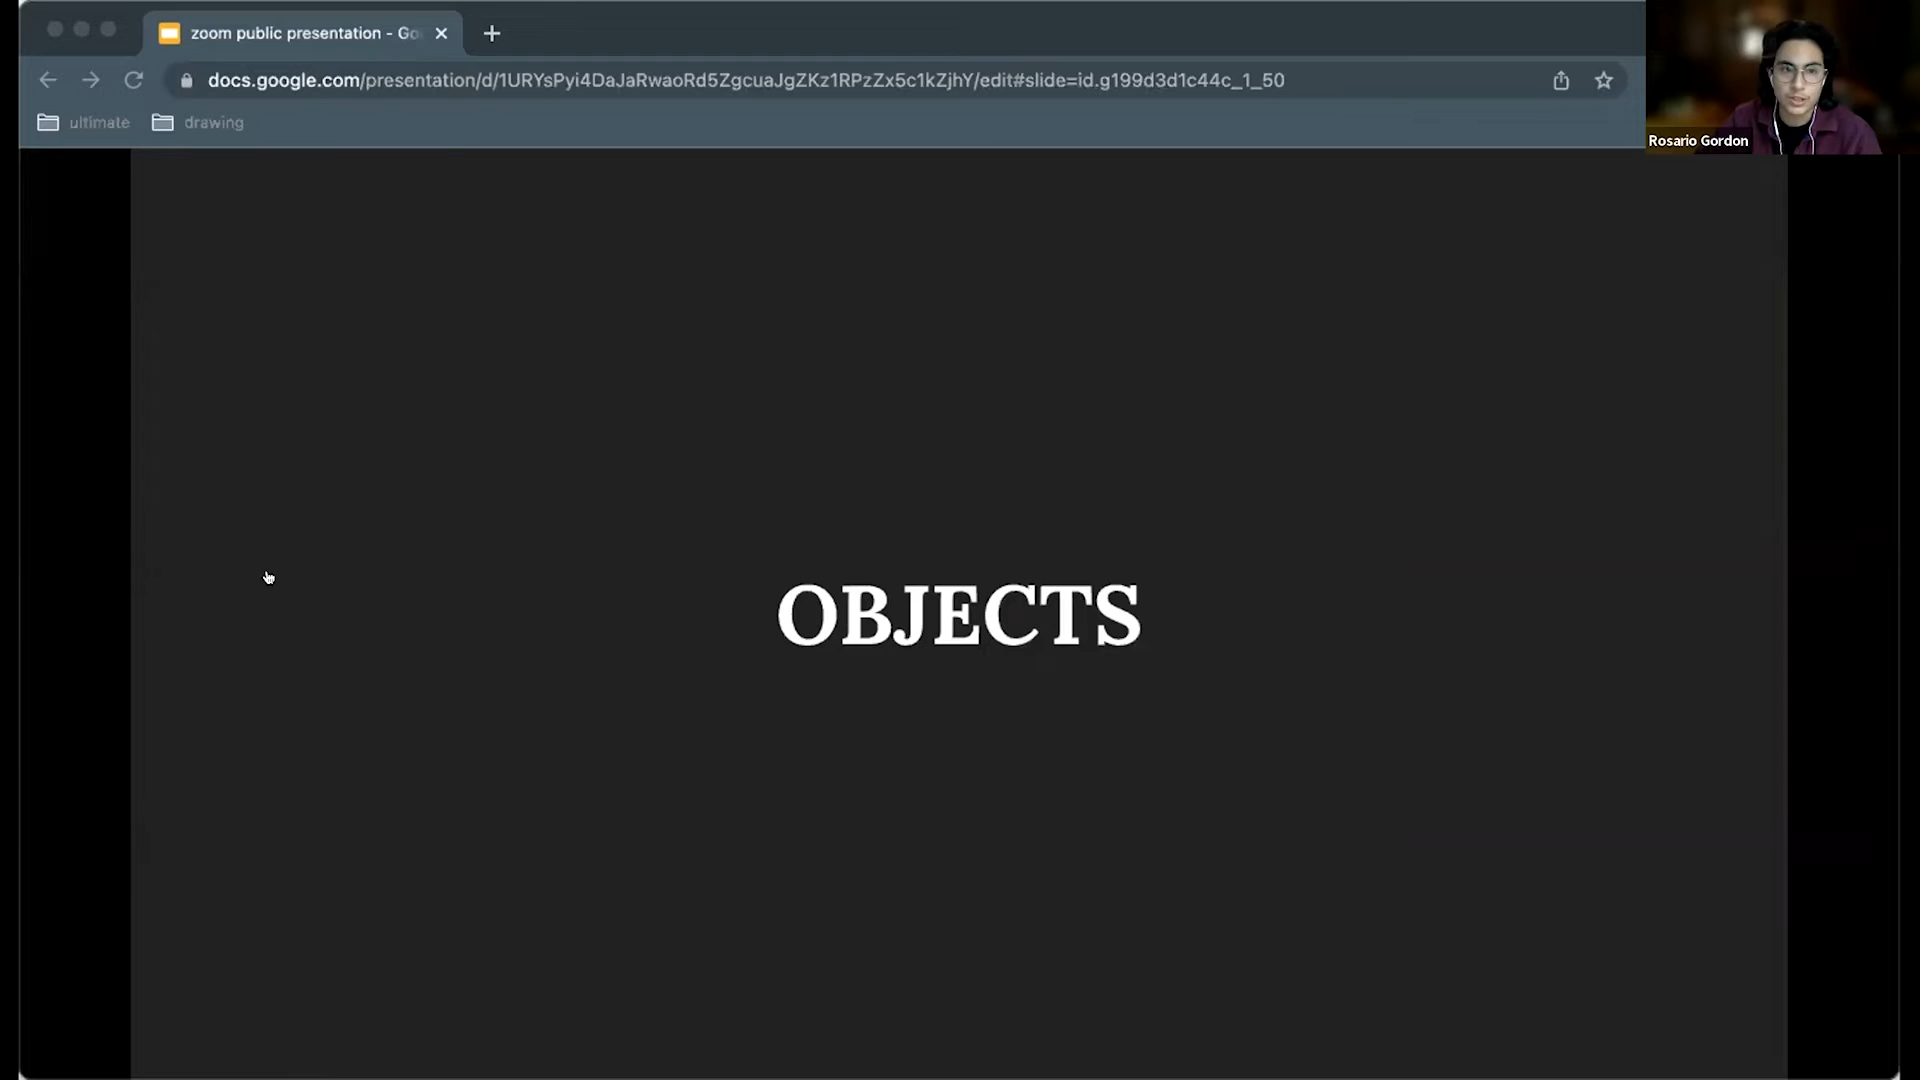 zoom public presentation - Go
docs.google.com/presentation/d/1URYsPyi4DaJaRwaoRd5ZgcuaJgZKz1RPzZx5c1kZjhY/edit#slide=id.g199d3d1c44c_1_50
ultimate drawing
Rosario Gordon
OBJECTS